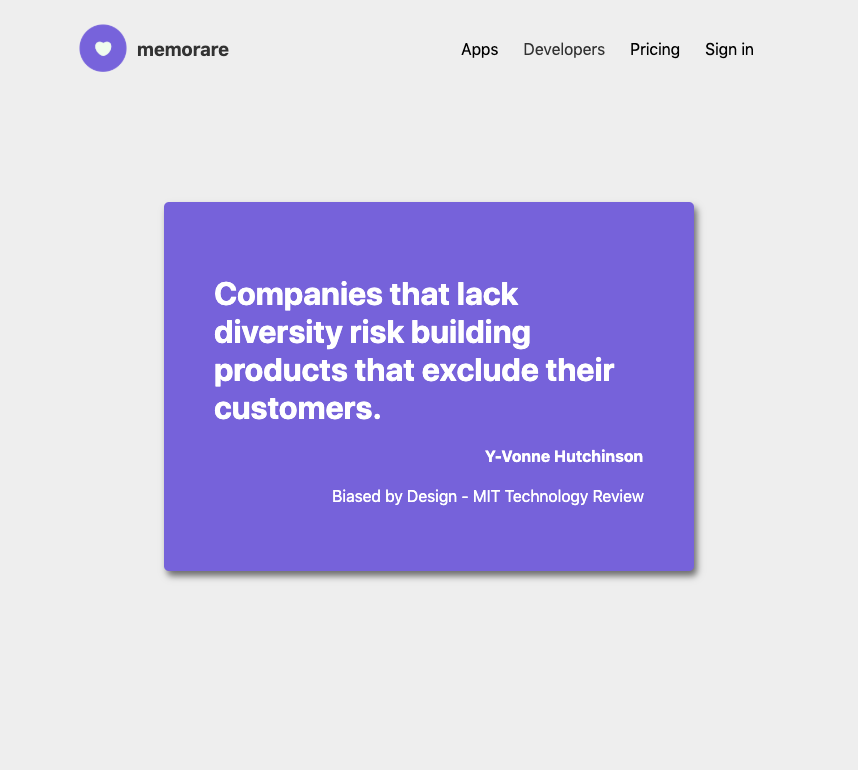 memorare
Apps Developers Pricing Sign in
Companies that lack
diversity risk building
products that exclude their
customers.
Y-Vonne Hutchinson
Biased by Design - MIT Technology Review